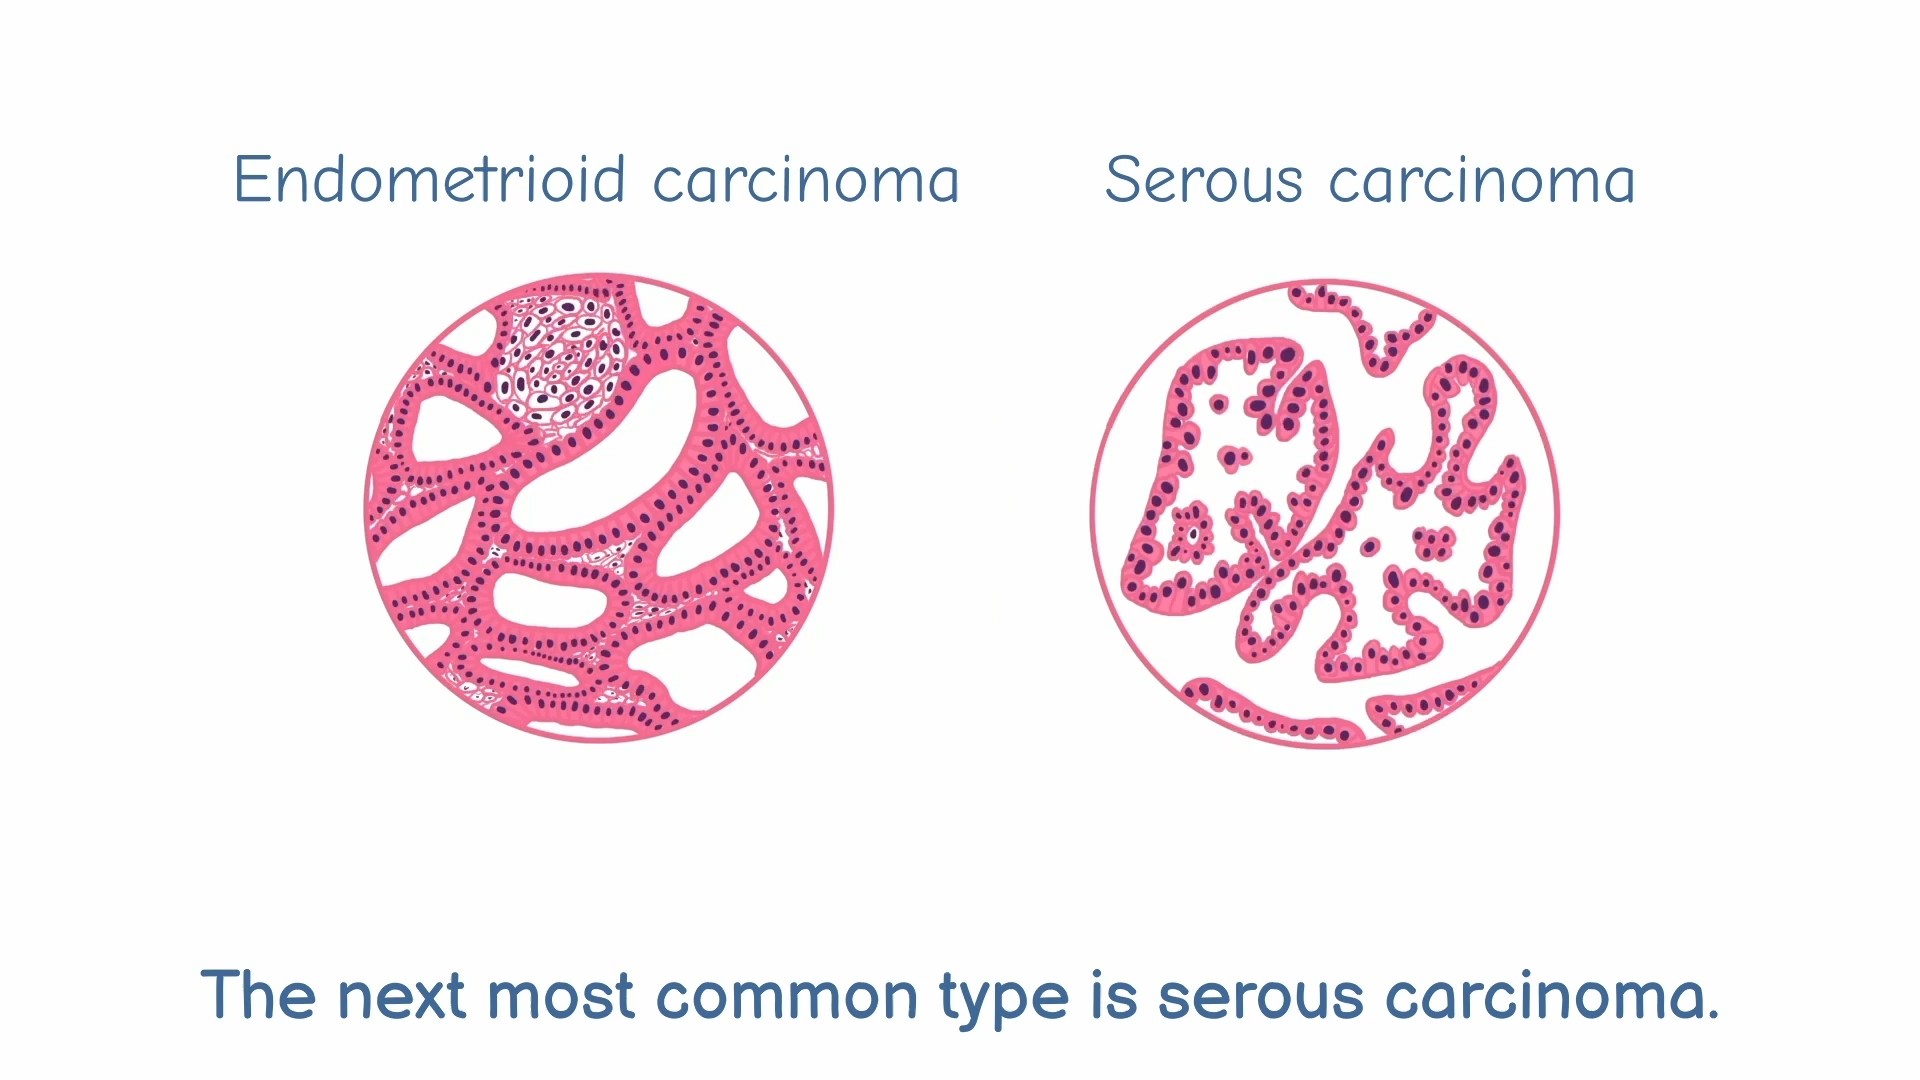 Endometrioid carcinoma
Serous carcinoma
The next most common type is serous carcinoma.